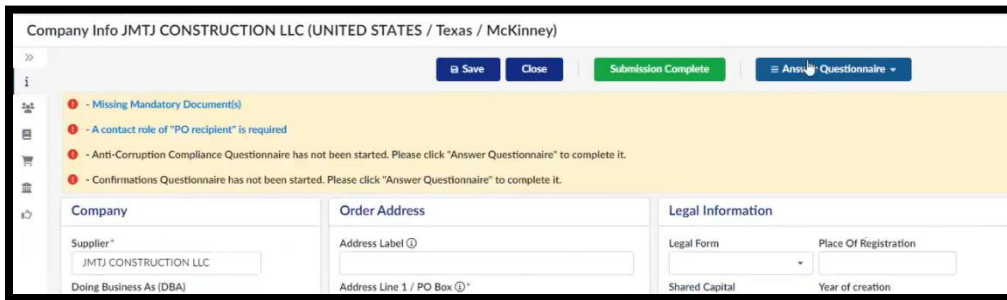 Company Info JMTJ CONSTRUCTION LLC (UNITED STATES / Texas / McKinney)
Save Close Submission Complete Answer Questionnaire
- Missing Mandatory Document(s)
- A contact role of "PO recipient" is required
- Anti-Corruption Compliance Questionnaire has not been started. Please click "Answer Questionnaire" to complete it.
- Confirmations Questionnaire has not been started. Please click "Answer Questionnaire" to complete it.
Company Order Address Legal Information
Supplier* Address Label Legal Form Place Of Registration
JMTJ CONSTRUCTION LLC
Doing Business As (DBA) Address Line 1 / PO Box * Shared Capital Year of creation